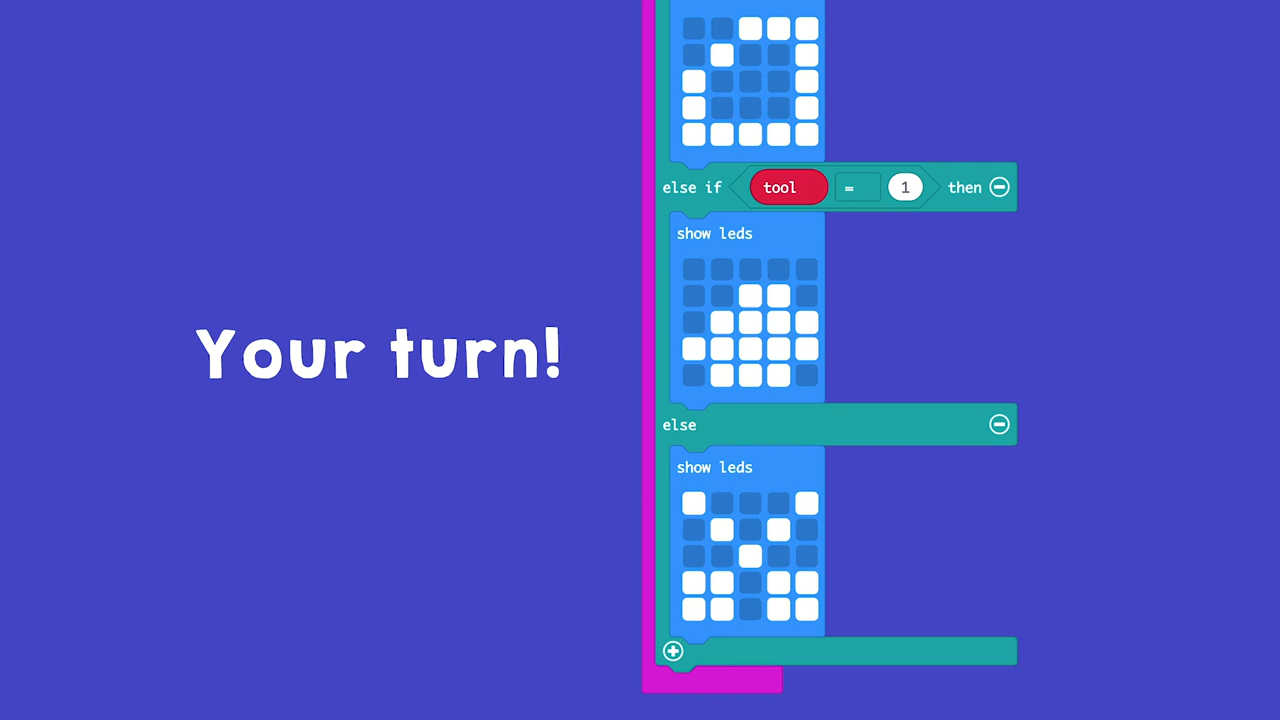 else if tool = 1 then
show leds
Your turn!
else
show leds